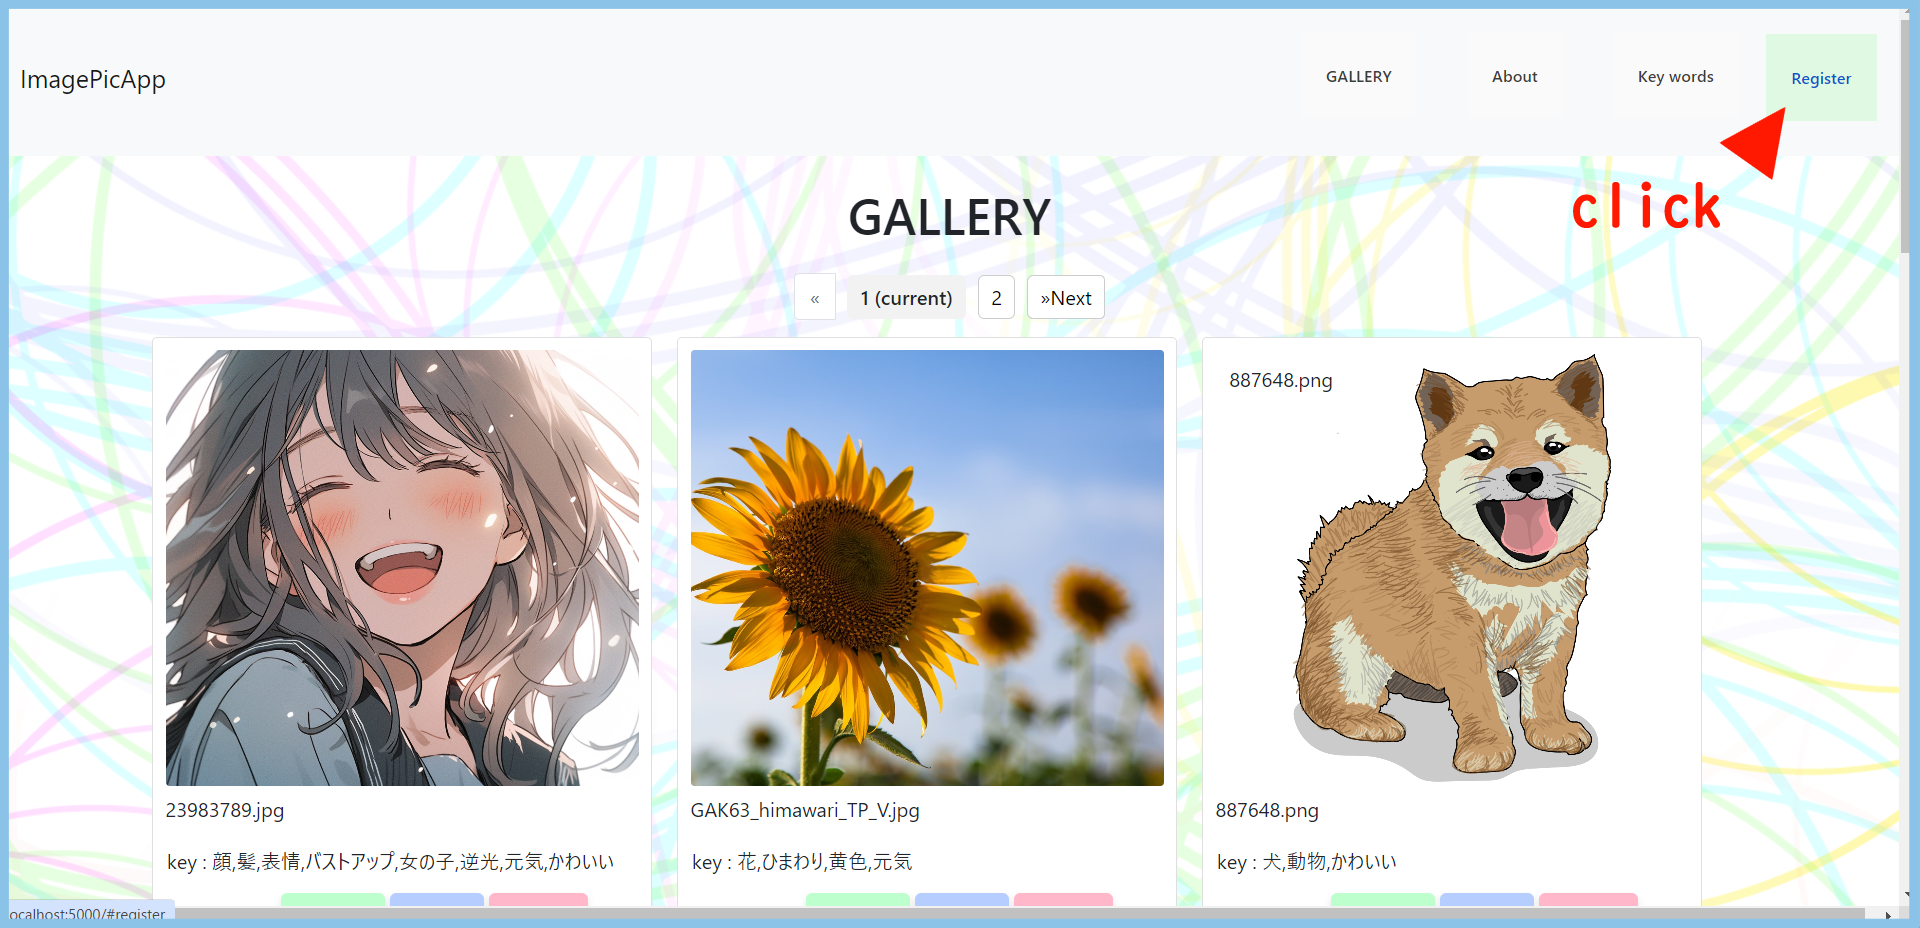 ImagePicApp
GALLERY
About
Key words
Register
click
GALLERY
«
1 (current)
2
»Next
887648.png
23983789.jpg
GAK63_himawari_TP_V.jpg
887648.png
key : 顔,髪,表情,バストアップ,女の子,逆光,元気,かわいい
key : 花,ひまわり,黄色,元気
key : 犬,動物,かわいい
ocalhost:5000/#register